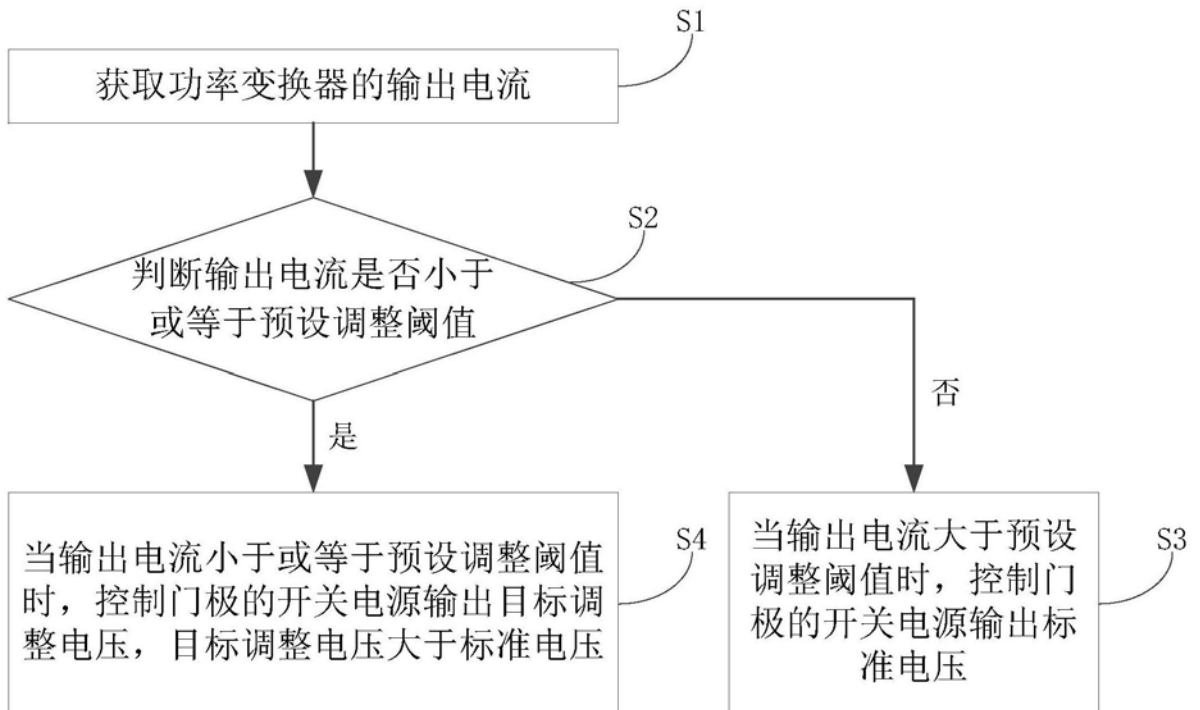 S1
获取功率变换器的输出电流
S2
判断输出电流是否小于
或等于预设调整阈值
否
是
当输出电流小于或等于预设调整阈值
时，控制门极的开关电源输出目标调
整电压，目标调整电压大于标准电压
S4
当输出电流大于预设
调整阈值时，控制门
极的开关电源输出标
准电压
S3